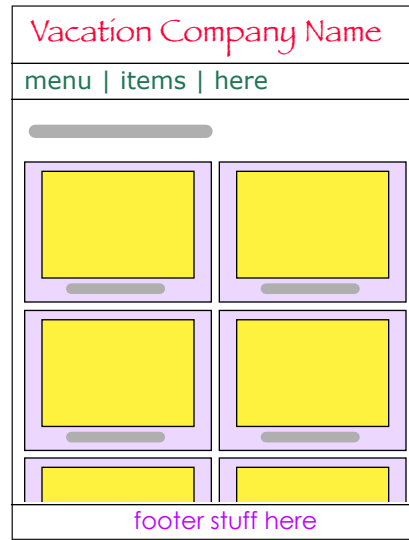 Vacation Company Name
menu | items | here
footer stuff here